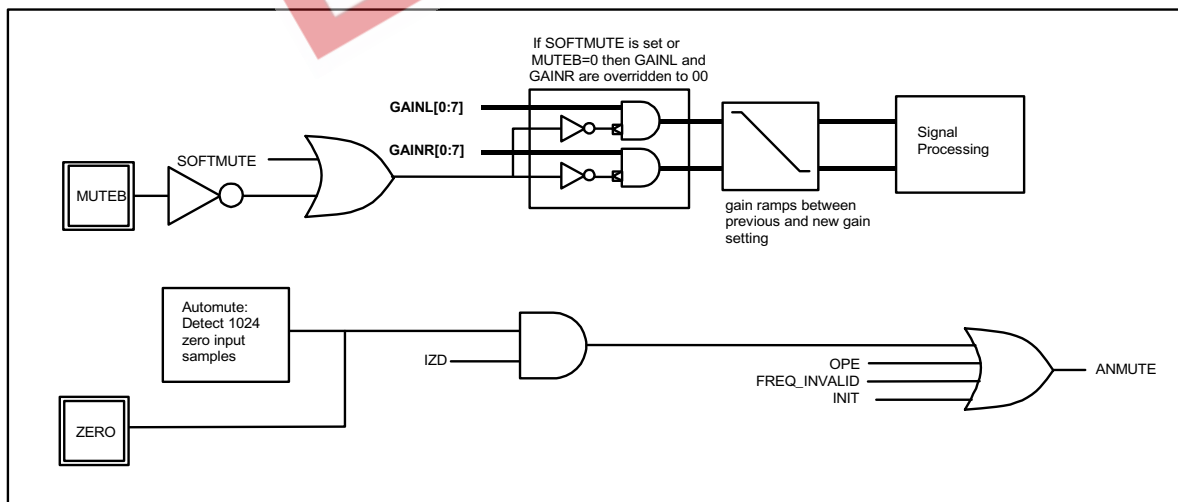 If SOFTMUTE is set or
MUTEB=0 then GAINL and
GAINR are overridden to 00
GAINL[0:7]
GAINR[0:7]
SOFTMUTE
MUTEB
Signal
Processing
gain ramps between
previous and new gain
setting
Automute:
Detect 1024
zero input
samples
IZD
OPE
FREQ_INVALID
INIT
ANMUTE
ZERO